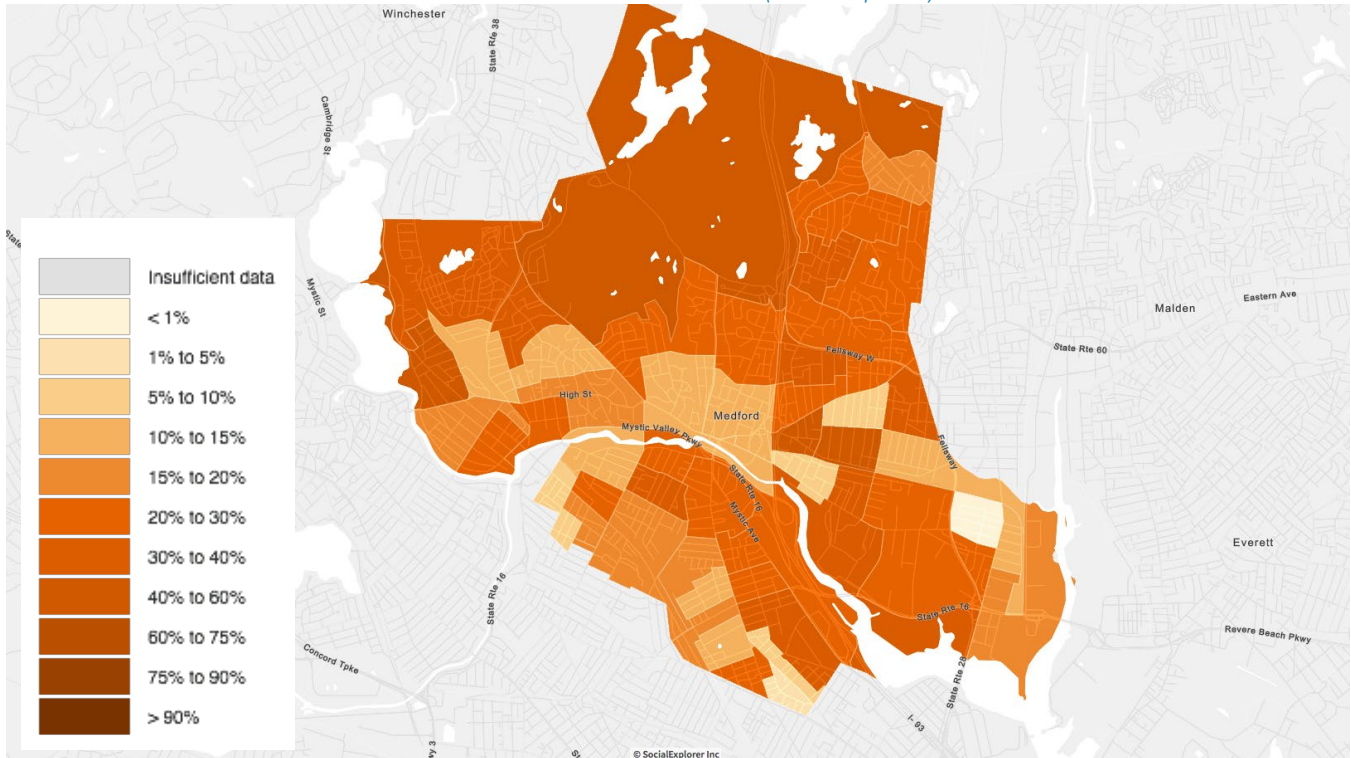 Winchester
State Rte 38
Cambridge St
State
Mystic St
Insufficient data
< 1%
1% to 5%
5% to 10%
10% to 15%
15% to 20%
20% to 30%
30% to 40%
40% to 60%
60% to 75%
75% to 90%
> 90%
Malden
Eastern Ave
State Rte 60
Fellsway W
High St
Medford
Mystic Valley Pkwy
State Rte 16
Mystic Ave
Fellsway
Everett
State Rte 16
State Rte 16
Revere Beach Pkwy
Concord Tpke
State Rte 28
I- 93
wy 3
St
© SocialExplorer Inc